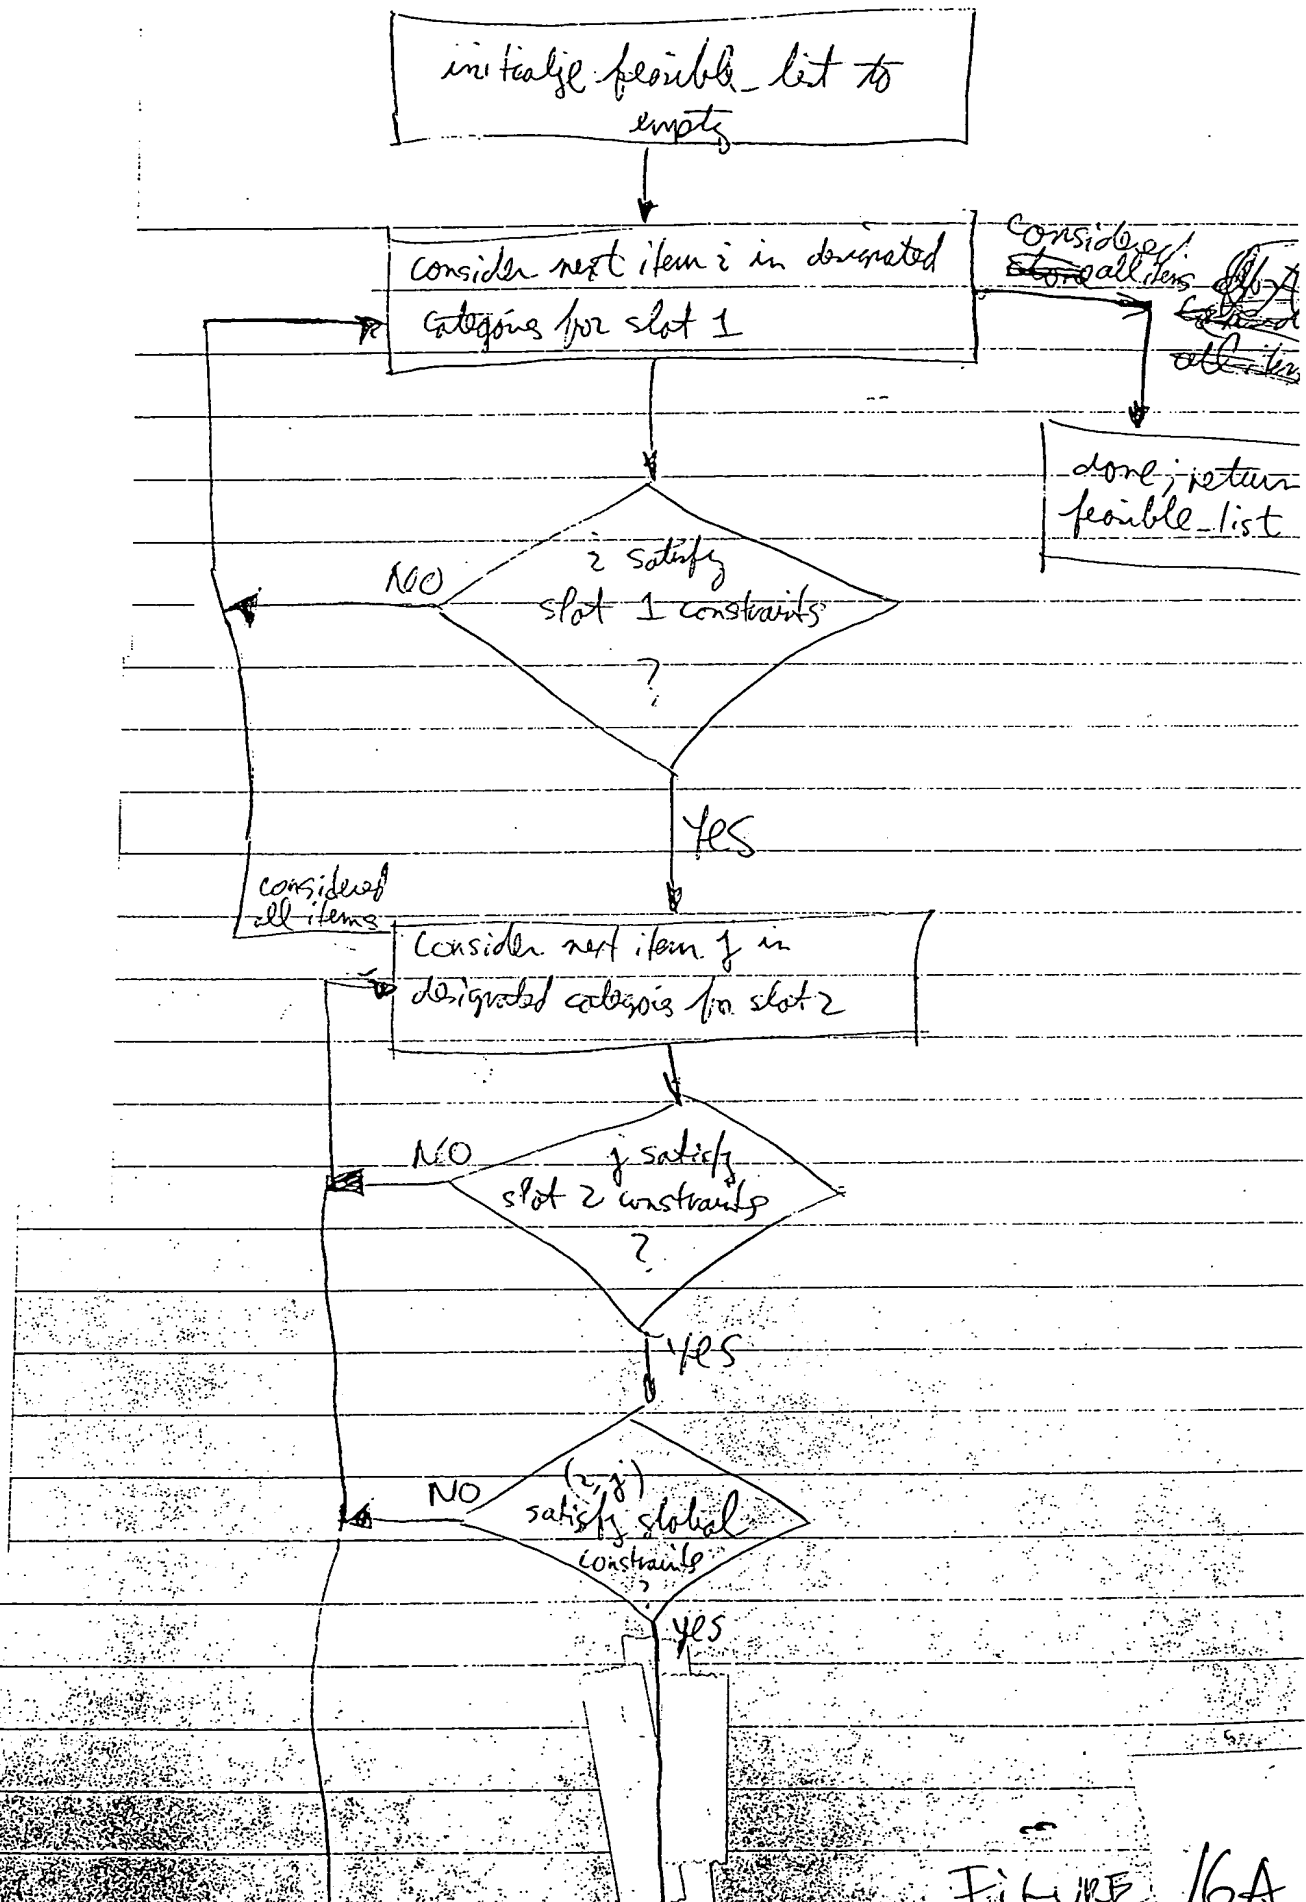 initialize feasible_list to
empty
consider next item i in designated
categories for slot 1
considered
all items
done; return
feasible_list
i satisfy
slot 1 constraints
?
NO
YES
considered
all items
Consider next item j in
designated categories for slot 2
j satisfy
slot 2 constraints
?
NO
YES
(i, j)
satisfy global
constraints
?
NO
yes
FIGURE 16A